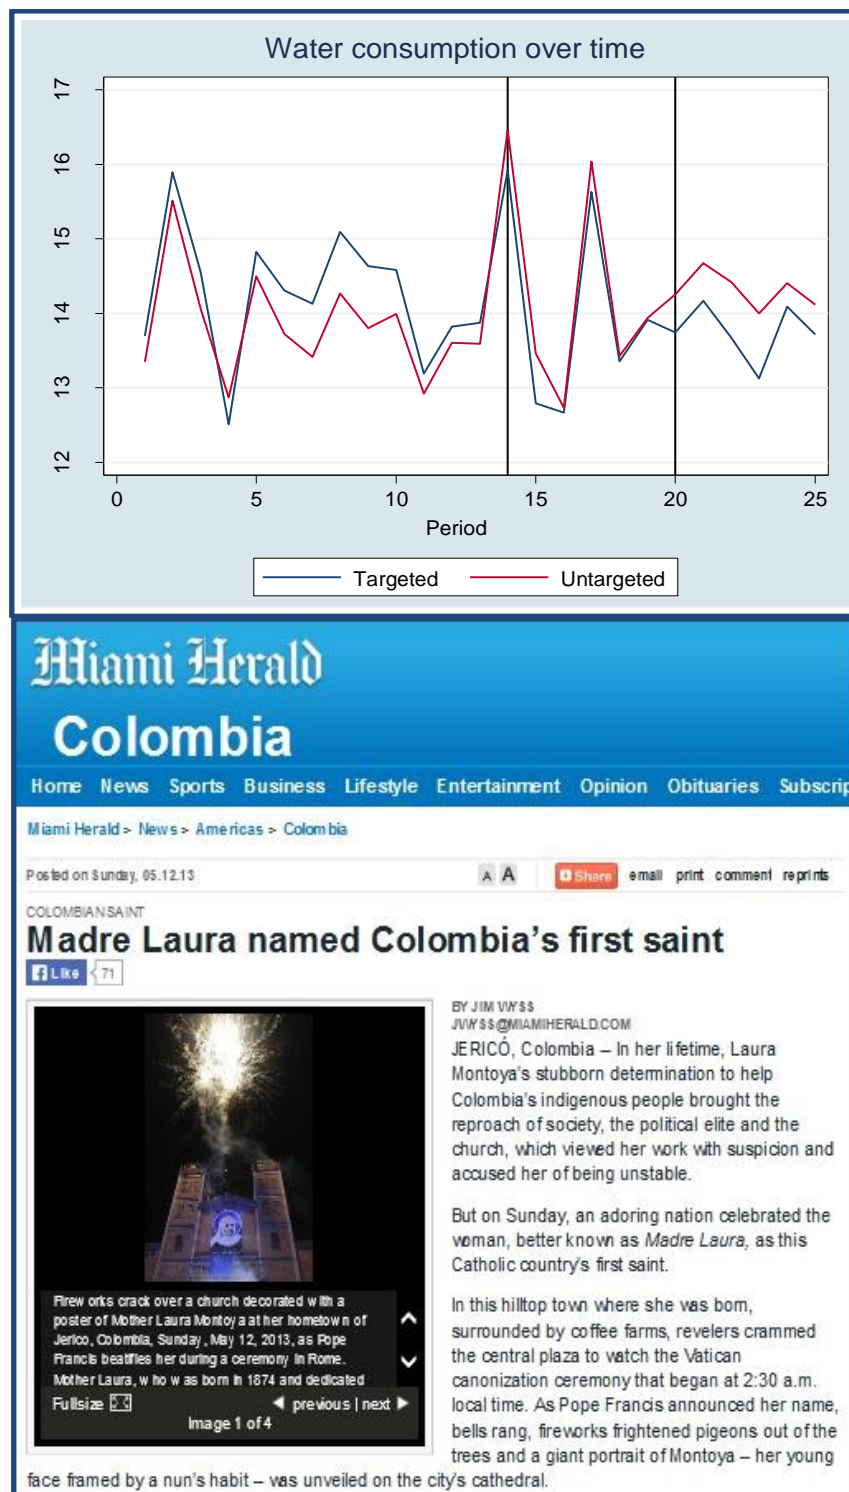 Water consumption over time
17
16
15
14
13
12
0 5 10 15 20 25
Period
Targeted Untargeted
Miami Herald
Colombia
Home News Sports Business Lifestyle Entertainment Opinion Obituaries Subscrip
Miami Herald > News > Americas > Colombia
Posted on Sunday, 05.12.13 A A Share email print comment reprints
COLOMBIAN SAINT
Madre Laura named Colombia's first saint
Like 71
BY JIM WYSS
JWYSS@MIAMIHERALD.COM
JERICÓ, Colombia – In her lifetime, Laura
Montoya's stubborn determination to help
Colombia's indigenous people brought the
reproach of society, the political elite and the
church, which viewed her work with suspicion and
accused her of being unstable.
But on Sunday, an adoring nation celebrated the
woman, better known as Madre Laura, as this
Catholic country's first saint.
In this hilltop town where she was born,
surrounded by coffee farms, revelers crammed
the central plaza to watch the Vatican
canonization ceremony that began at 2:30 a.m.
local time. As Pope Francis announced her name,
bells rang, fireworks frightened pigeons out of the
trees and a giant portrait of Montoya – her young
face framed by a nun's habit – was unveiled on the city's cathedral.
Fireworks crack over a church decorated with a
poster of Mother Laura Montoya at her hometown of
Jerico, Colombia, Sunday, May 12, 2013, as Pope
Francis beatifies her during a ceremony in Rome.
Mother Laura, who was born in 1874 and dedicated
Fullsize previous | next
Image 1 of 4